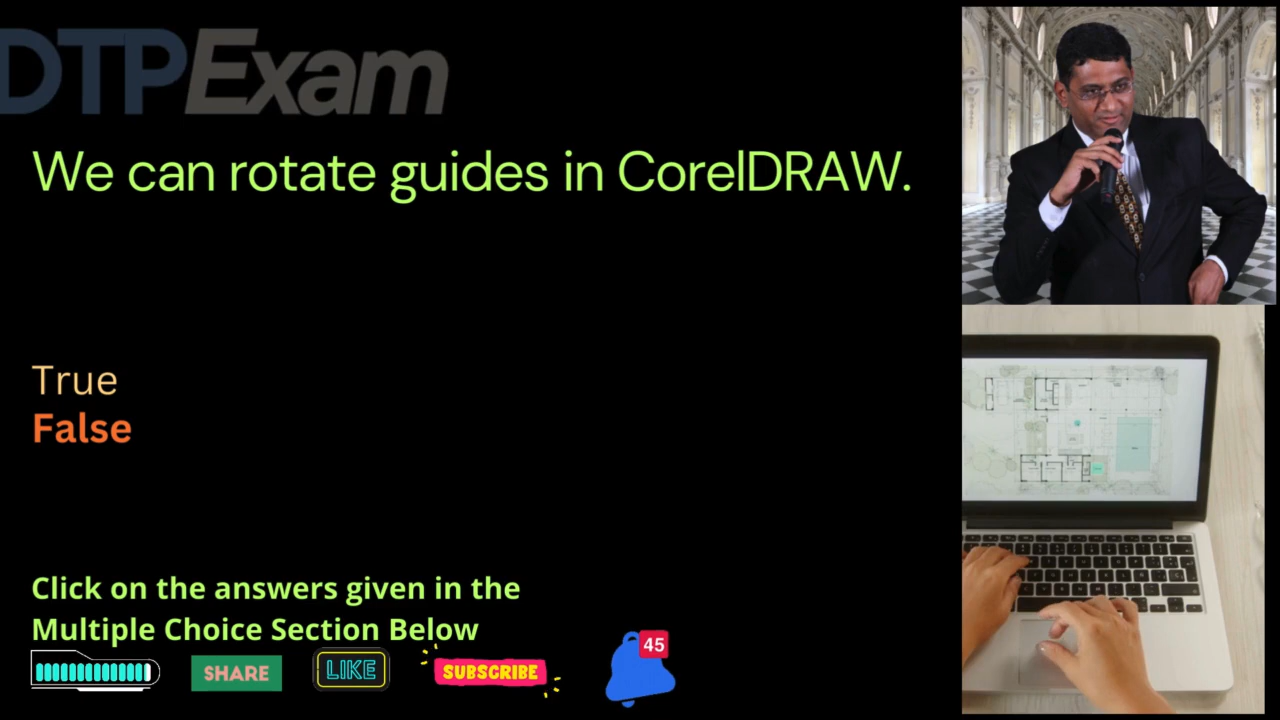 DTPExam
We can rotate guides in CorelDRAW.
True
False
Click on the answers given in the
Multiple Choice Section Below
SHARE
LIKE
SUBSCRIBE
45